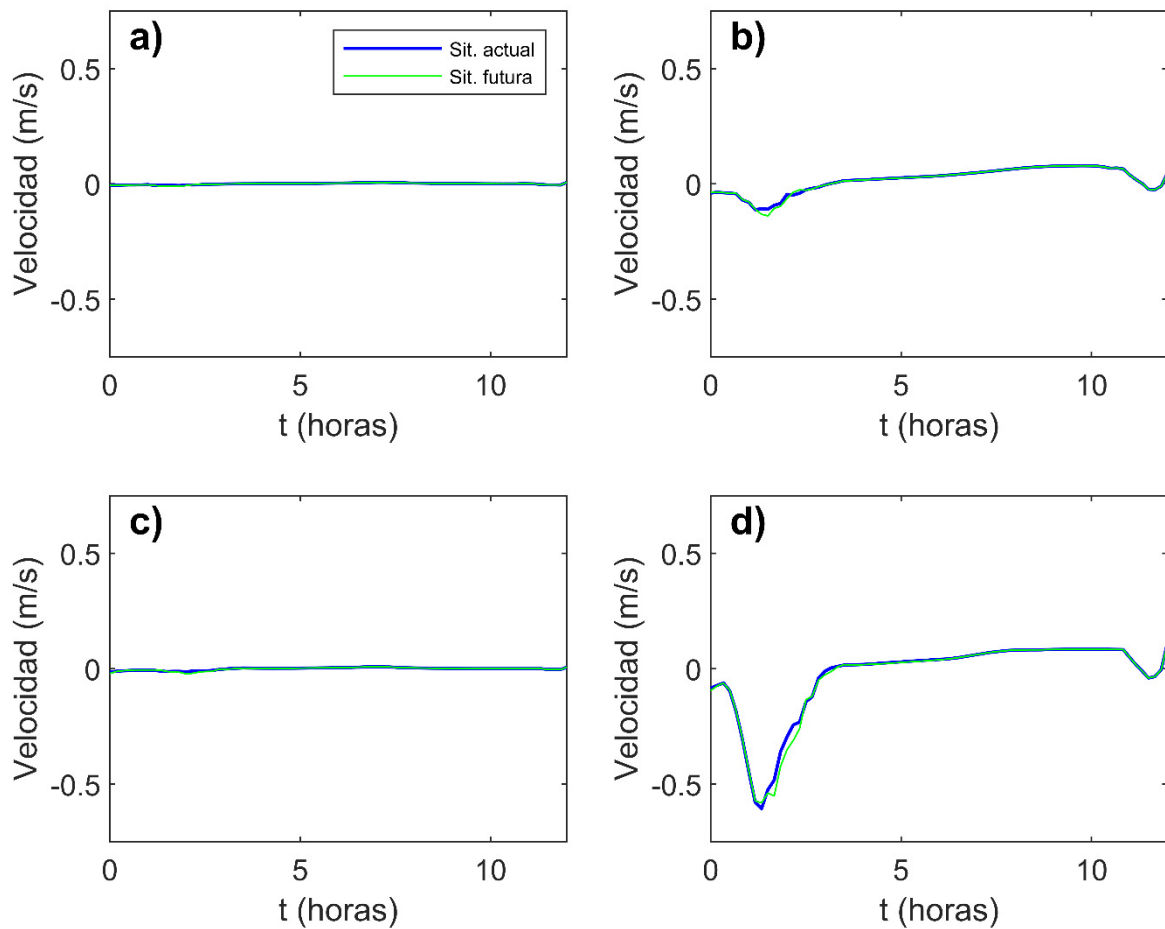 a)
Sit. actual
Sit. futura
0.5
0
-0.5
Velocidad (m/s)
0 5 10
t (horas)
b)
0.5
0
-0.5
Velocidad (m/s)
0 5 10
t (horas)
c)
0.5
0
-0.5
Velocidad (m/s)
0 5 10
t (horas)
d)
0.5
0
-0.5
Velocidad (m/s)
0 5 10
t (horas)